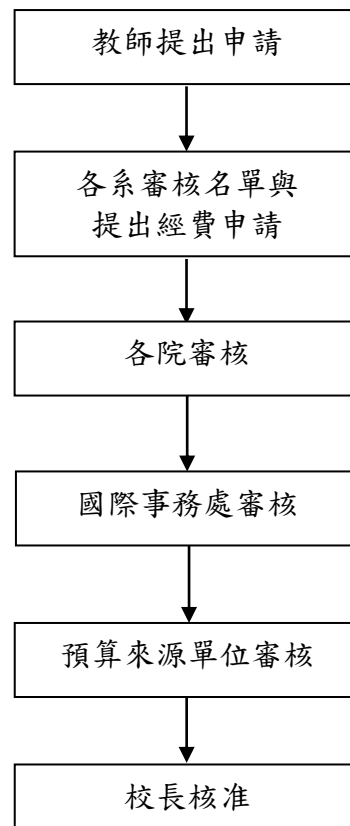 教師提出申請
各系審核名單與
提出經費申請
各院審核
國際事務處審核
預算來源單位審核
校長核准